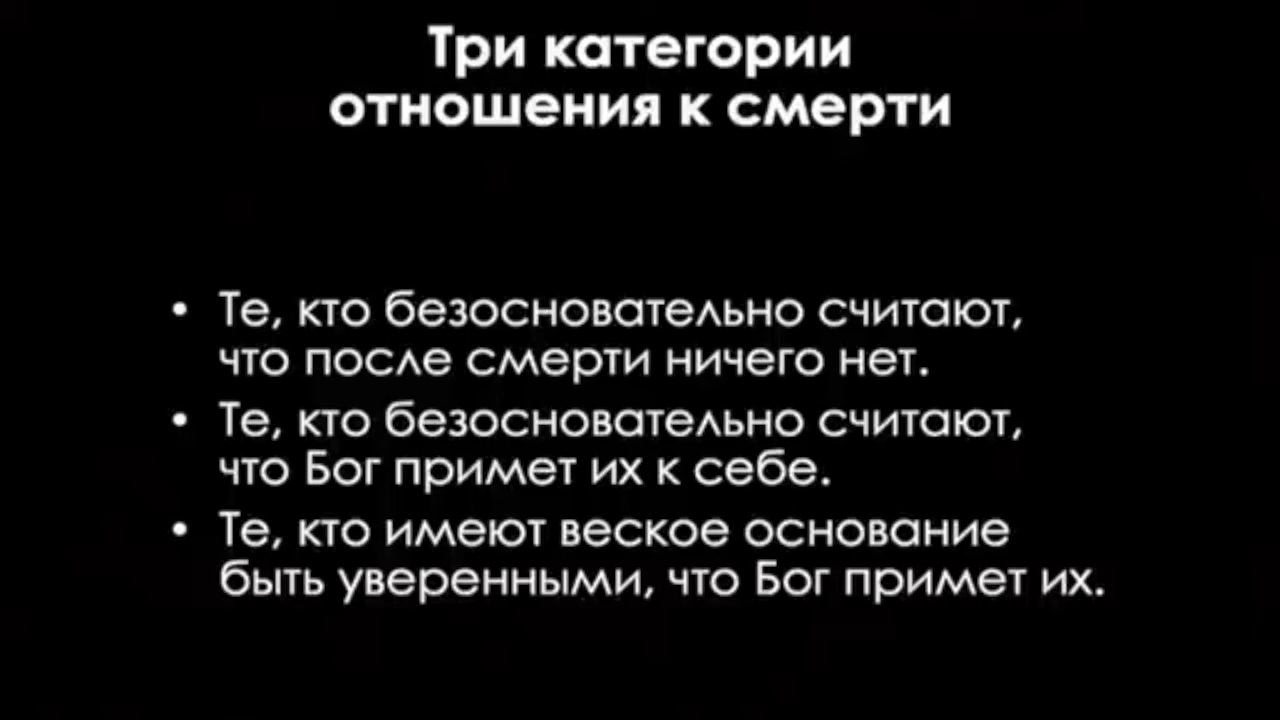 Три категории
отношения к смерти
• Те, кто безосновательно считают,
что после смерти ничего нет.
• Те, кто безосновательно считают,
что Бог примет их к себе.
• Те, кто имеют веское основание
быть уверенными, что Бог примет их.